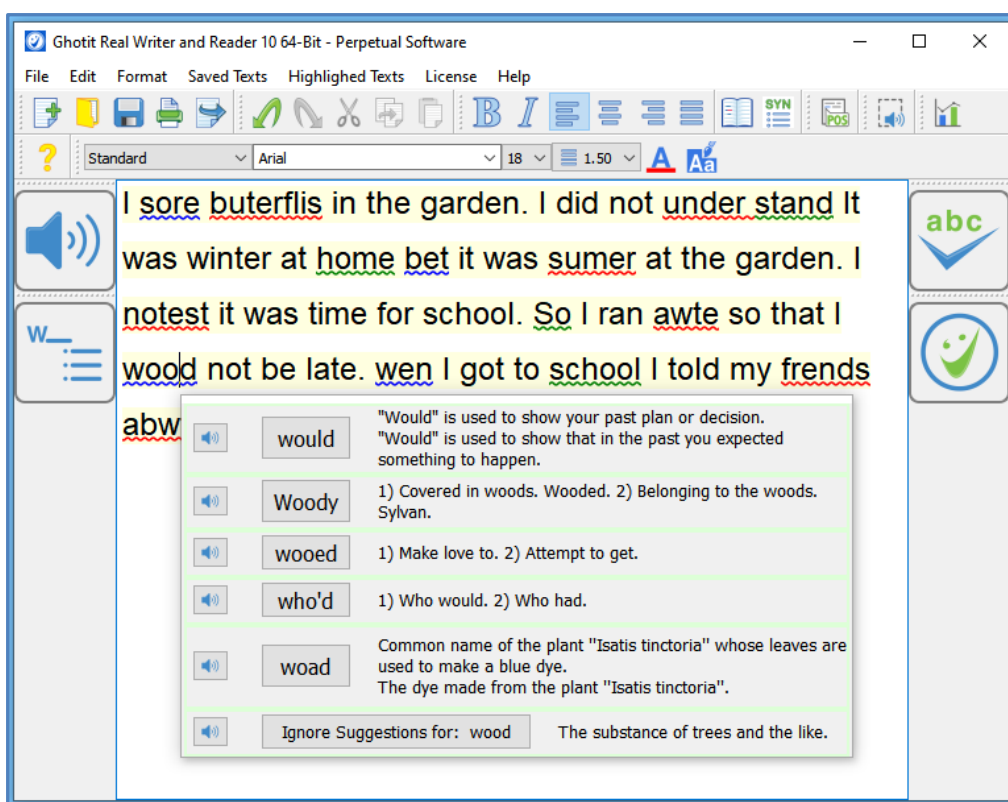 Ghotit Real Writer and Reader 10 64-Bit - Perpetual Software
File Edit Format Saved Texts Highlighed Texts License Help
B I SYN POS
? Standard Arial 18 1.50 A Aa
I sore buterflis in the garden. I did not under stand It
abc
was winter at home bet it was sumer at the garden. I
notest it was time for school. So I ran awte so that I
W
wood not be late. wen I got to school I told my frends
abw
would
"Would" is used to show your past plan or decision.
"Would" is used to show that in the past you expected
something to happen.
Woody
1) Covered in woods. Wooded. 2) Belonging to the woods.
Sylvan.
wooed 1) Make love to. 2) Attempt to get.
who'd 1) Who would. 2) Who had.
woad
Common name of the plant "Isatis tinctoria" whose leaves are
used to make a blue dye.
The dye made from the plant "Isatis tinctoria".
Ignore Suggestions for: wood The substance of trees and the like.